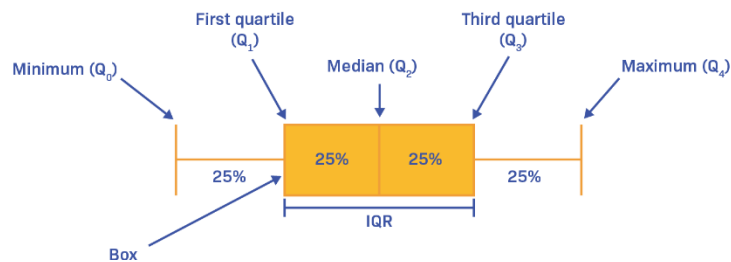 First quartile
(Q1)
Third quartile
(Q3)
Minimum (Q0)
Median (Q2)
Maximum (Q4)
25%
25%
25%
25%
IQR
Box